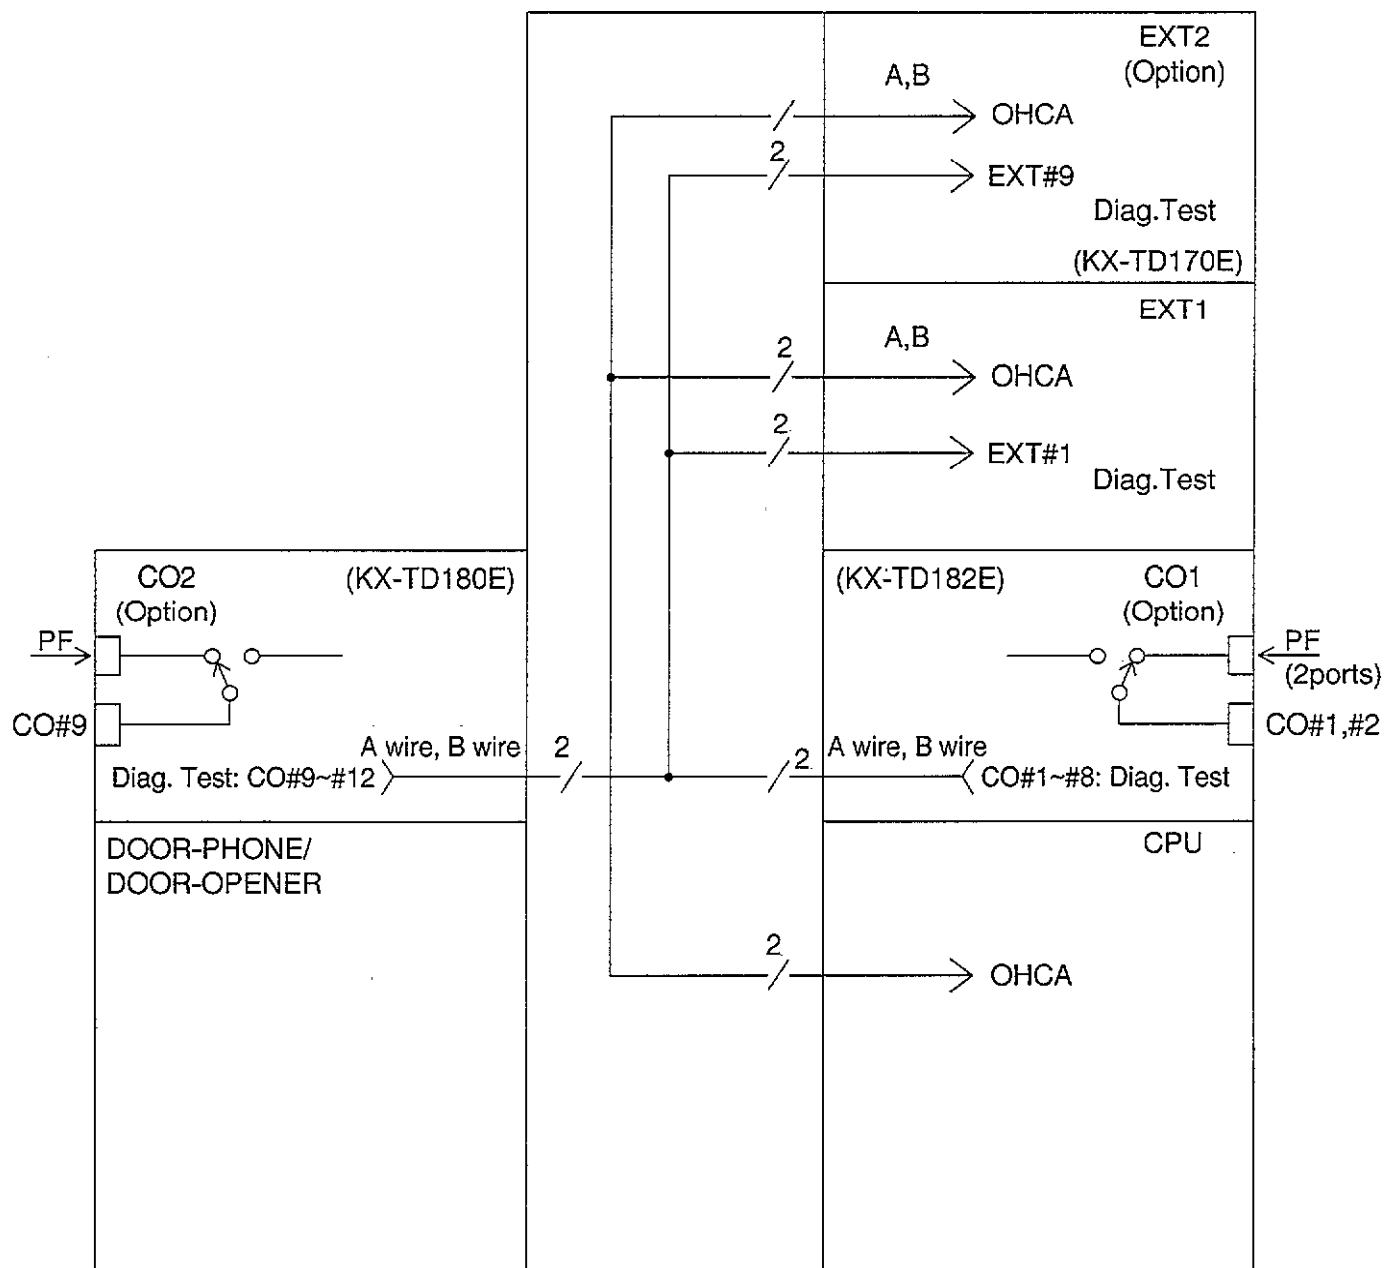 EXT2
(Option)
A,B
OHCA
2
EXT#9
Diag.Test
(KX-TD170E)
EXT1
A,B
2
OHCA
2
EXT#1
Diag.Test
CO2
(Option)
(KX-TD180E)
(KX-TD182E)
CO1
(Option)
PF
PF
(2ports)
CO#9
CO#1,#2
A wire, B wire
2
2
A wire, B wire
Diag. Test: CO#9~#12
CO#1~#8: Diag. Test
DOOR-PHONE/
DOOR-OPENER
CPU
2
OHCA